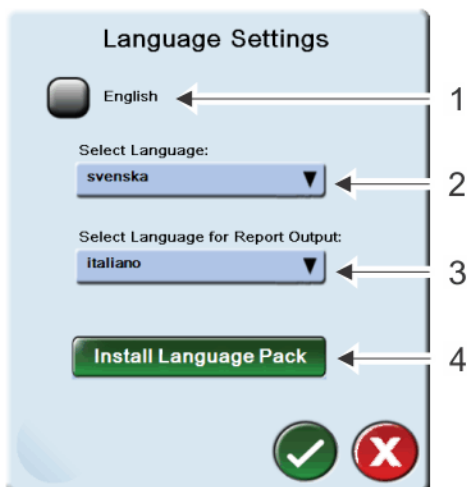 Language Settings
English
1
Select Language:
svenska
2
Select Language for Report Output:
italiano
3
Install Language Pack
4